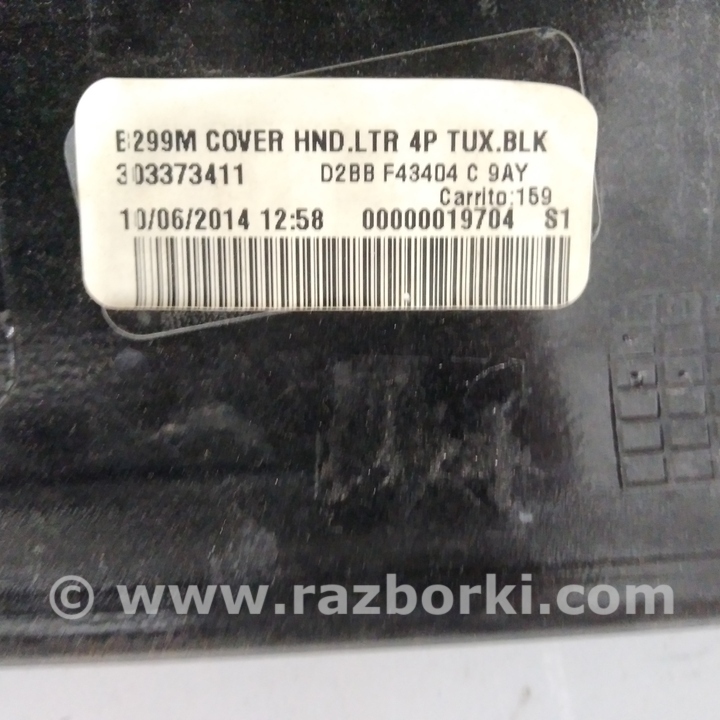 B299M COVER HND.LTR 4P TUX.BLK
303373411 D2BB F43404 C 9AY
Carrito:159
10/06/2014 12:58 00000019704 S1
© www.razborki.com